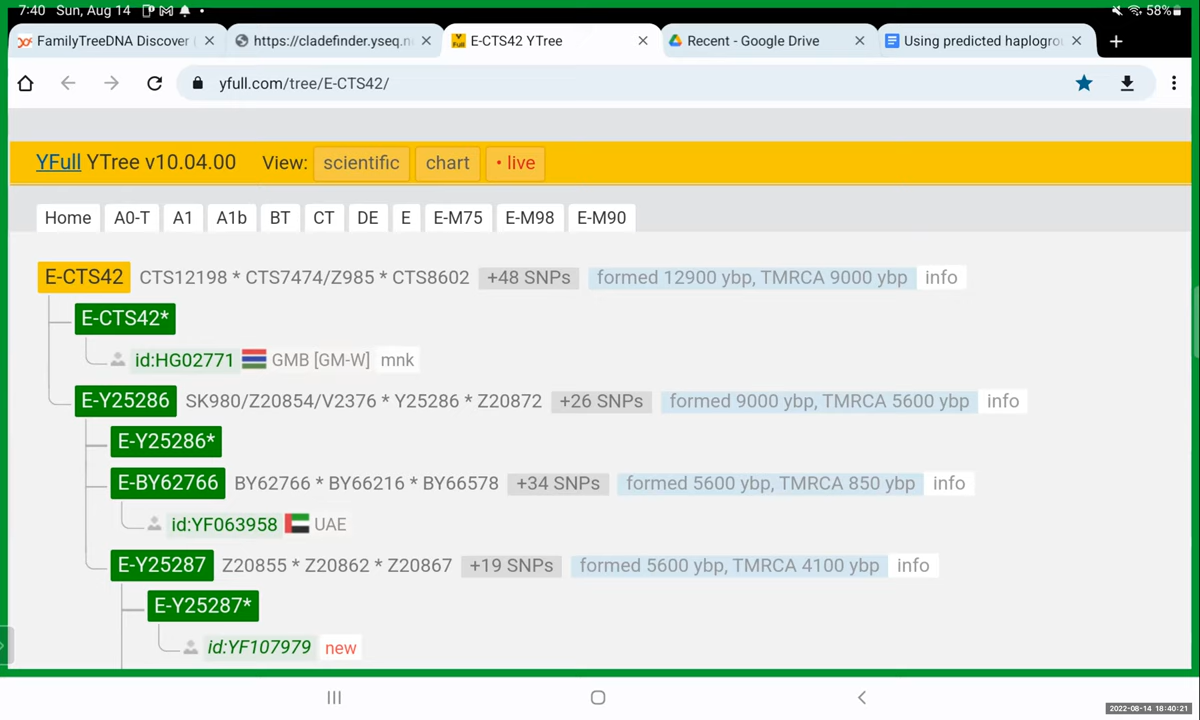 7:40 Sun, Aug 14 58%
FamilyTreeDNA Discover https://cladefinder.yseq.n E-CTS42 YTree Recent - Google Drive Using predicted haplogro
yfull.com/tree/E-CTS42/
YFull YTree v10.04.00 View: scientific chart • live
Home A0-T A1 A1b BT CT DE E E-M75 E-M98 E-M90
E-CTS42 CTS12198 * CTS7474/Z985 * CTS8602 +48 SNPs formed 12900 ybp, TMRCA 9000 ybp info
E-CTS42*
id:HG02771 GMB [GM-W] mnk
E-Y25286 SK980/Z20854/V2376 * Y25286 * Z20872 +26 SNPs formed 9000 ybp, TMRCA 5600 ybp info
E-Y25286*
E-BY62766 BY62766 * BY66216 * BY66578 +34 SNPs formed 5600 ybp, TMRCA 850 ybp info
id:YF063958 UAE
E-Y25287 Z20855 * Z20862 * Z20867 +19 SNPs formed 5600 ybp, TMRCA 4100 ybp info
E-Y25287*
id:YF107979 new
2022-08-14 18:40:21